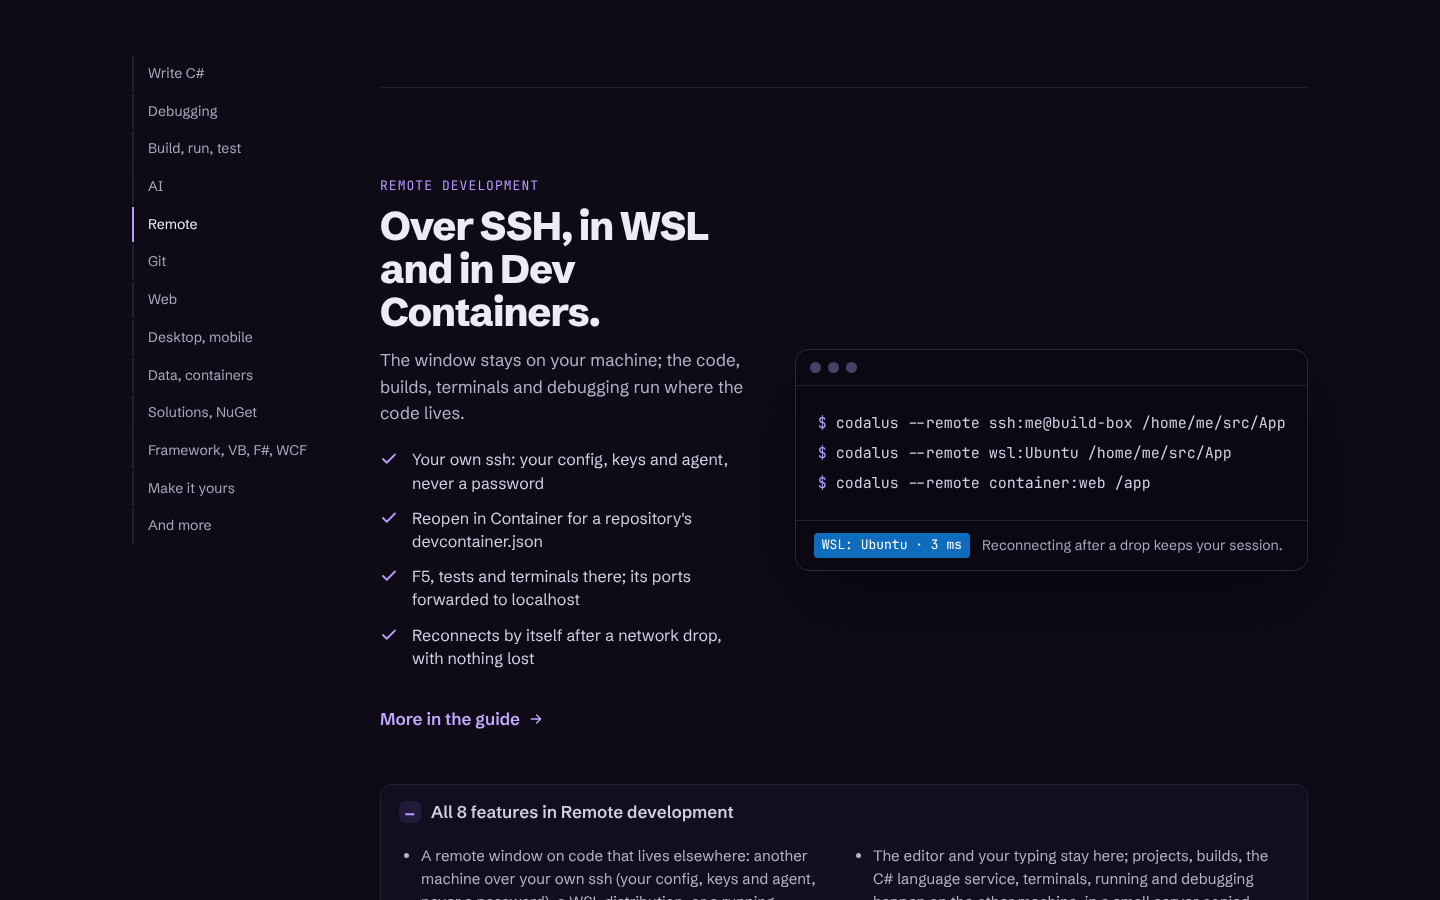 Write C#
Debugging
Build, run, test
AI
Remote
Git
Web
Desktop, mobile
Data, containers
Solutions, NuGet
Framework, VB, F#, WCF
Make it yours
And more
REMOTE DEVELOPMENT
Over SSH, in WSL
and in Dev
Containers.
The window stays on your machine; the code,
builds, terminals and debugging run where the
code lives.
Your own ssh: your config, keys and agent,
never a password
Reopen in Container for a repository's
devcontainer.json
F5, tests and terminals there; its ports
forwarded to localhost
Reconnects by itself after a network drop,
with nothing lost
More in the guide →
$ codalus --remote ssh:me@build-box /home/me/src/App
$ codalus --remote wsl:Ubuntu /home/me/src/App
$ codalus --remote container:web /app
WSL: Ubuntu · 3 ms Reconnecting after a drop keeps your session.
All 8 features in Remote development
• A remote window on code that lives elsewhere: another
machine over your own ssh (your config, keys and agent,
• The editor and your typing stay here; projects, builds, the
C# language service, terminals, running and debugging